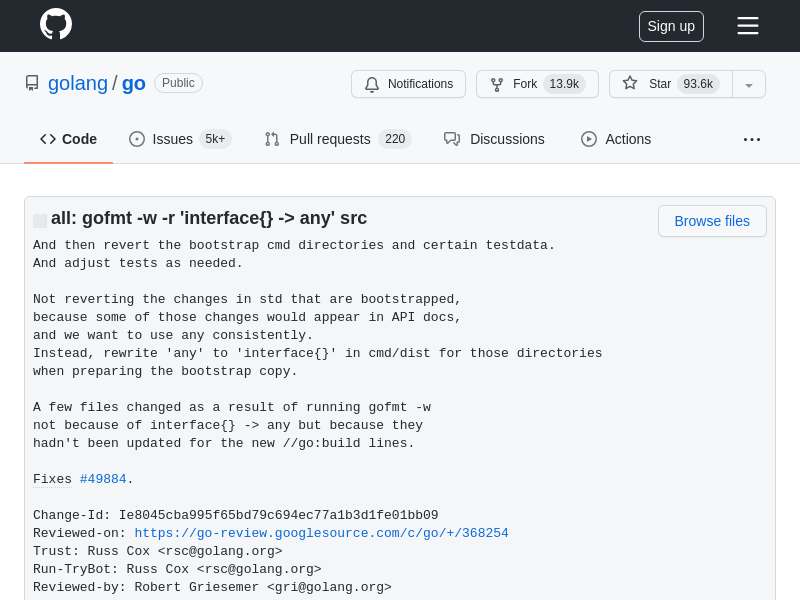 Sign up
golang / go Public
Notifications
Fork 13.9k
Star 93.6k
Code
Issues 5k+
Pull requests 220
Discussions
Actions
all: gofmt -w -r 'interface{} -> any' src
Browse files
And then revert the bootstrap cmd directories and certain testdata.
And adjust tests as needed.
Not reverting the changes in std that are bootstrapped,
because some of those changes would appear in API docs,
and we want to use any consistently.
Instead, rewrite 'any' to 'interface{}' in cmd/dist for those directories
when preparing the bootstrap copy.
A few files changed as a result of running gofmt -w
not because of interface{} -> any but because they
hadn't been updated for the new //go:build lines.
Fixes #49884.
Change-Id: Ie8045cba995f65bd79c694ec77a1b3d1fe01bb09
Reviewed-on: https://go-review.googlesource.com/c/go/+/368254
Trust: Russ Cox <rsc@golang.org>
Run-TryBot: Russ Cox <rsc@golang.org>
Reviewed-by: Robert Griesemer <gri@golang.org>